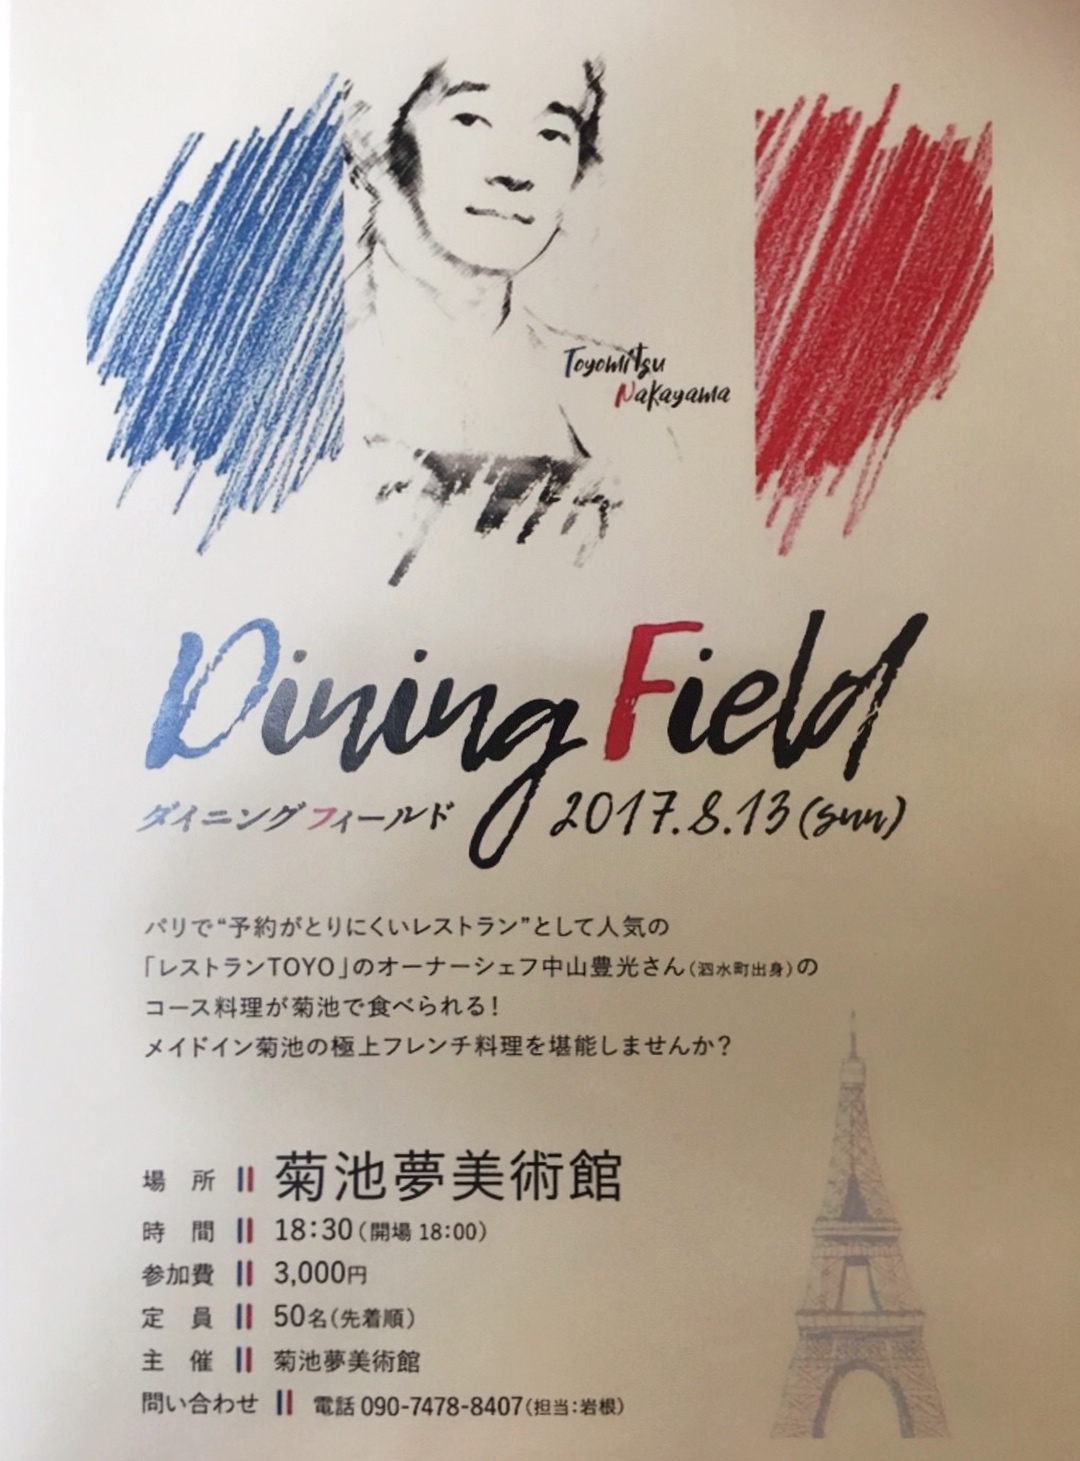 Toyomitsu
Nakayama
Dining Field
ダイニングフィールド 2017.8.13(sun)
パリで“予約がとりにくいレストラン”として人気の
「レストランTOYO」のオーナーシェフ中山豊光さん(泗水町出身)の
コース料理が菊池で食べられる!
メイドイン菊池の極上フレンチ料理を堪能しませんか?
場所 || 菊池夢美術館
時間 || 18:30(開場 18:00)
参加費 || 3,000円
定員 || 50名(先着順)
主催 || 菊池夢美術館
問い合わせ || 電話 090-7478-8407(担当:岩根)